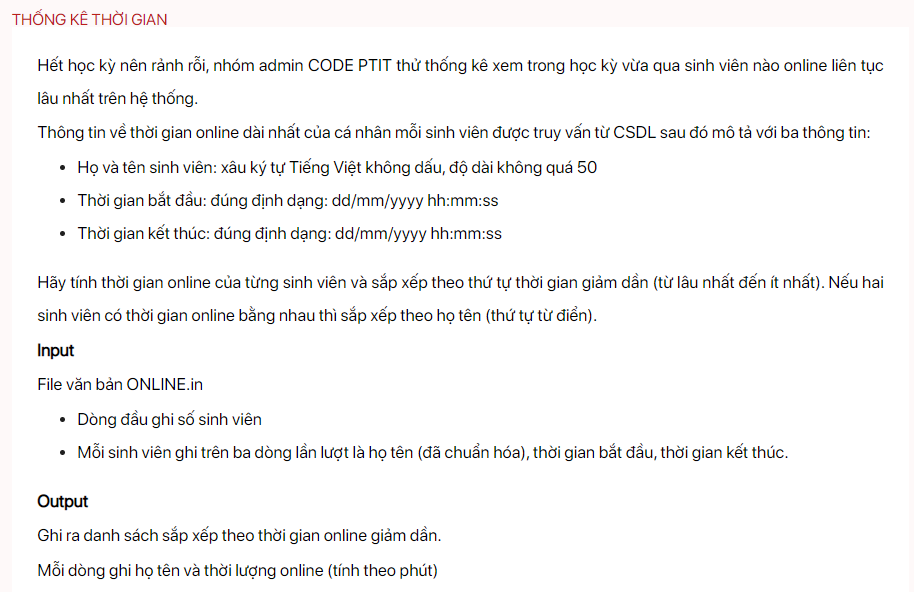 THỐNG KÊ THỜI GIAN
Hết học kỳ nên rảnh rỗi, nhóm admin CODE PTIT thử thống kê xem trong học kỳ vừa qua sinh viên nào online liên tục
lâu nhất trên hệ thống.
Thông tin về thời gian online dài nhất của cá nhân mỗi sinh viên được truy vấn từ CSDL sau đó mô tả với ba thông tin:
• Họ và tên sinh viên: xâu ký tự Tiếng Việt không dấu, độ dài không quá 50
• Thời gian bắt đầu: đúng định dạng: dd/mm/yyyy hh:mm:ss
• Thời gian kết thúc: đúng định dạng: dd/mm/yyyy hh:mm:ss
Hãy tính thời gian online của từng sinh viên và sắp xếp theo thứ tự thời gian giảm dần (từ lâu nhất đến ít nhất). Nếu hai
sinh viên có thời gian online bằng nhau thì sắp xếp theo họ tên (thứ tự từ điển).
Input
File văn bản ONLINE.in
• Dòng đầu ghi số sinh viên
• Mỗi sinh viên ghi trên ba dòng lần lượt là họ tên (đã chuẩn hóa), thời gian bắt đầu, thời gian kết thúc.
Output
Ghi ra danh sách sắp xếp theo thời gian online giảm dần.
Mỗi dòng ghi họ tên và thời lượng online (tính theo phút)